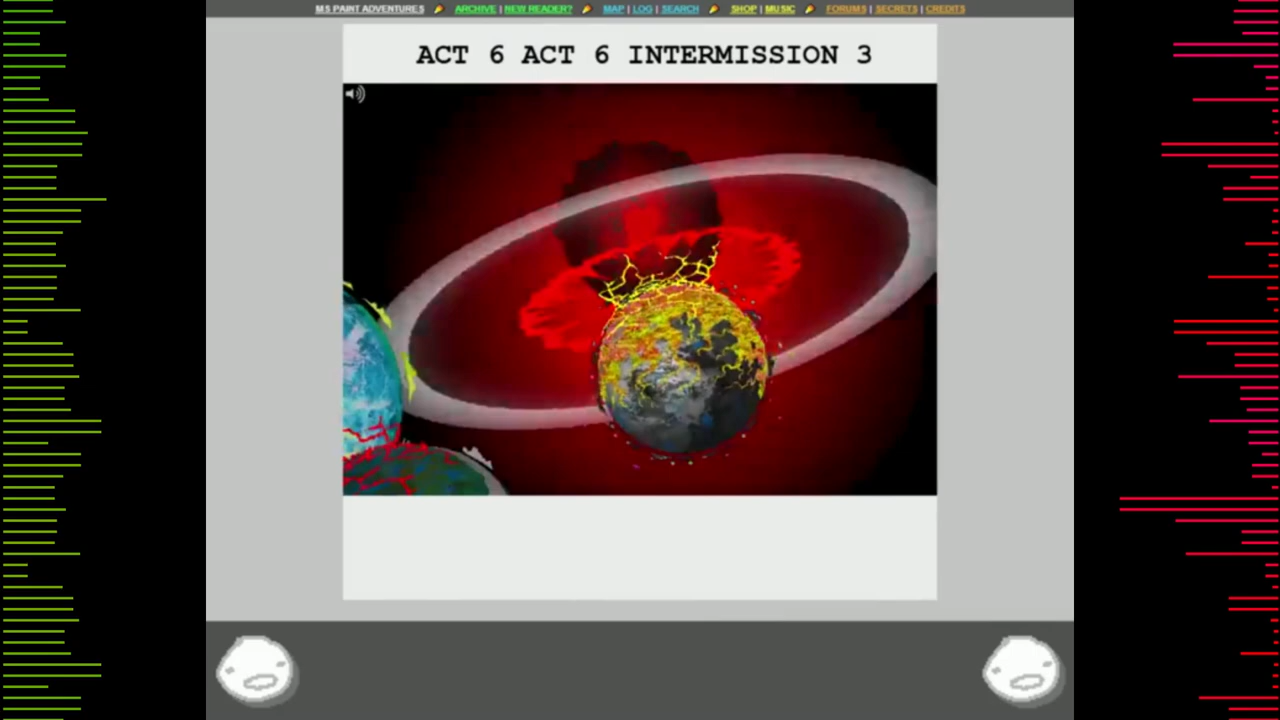 MS PAINT ADVENTURES ARCHIVE | NEW READER? MAP | LOG | SEARCH SHOP | MUSIC FORUMS | SECRETS | CREDITS
ACT 6 ACT 6 INTERMISSION 3